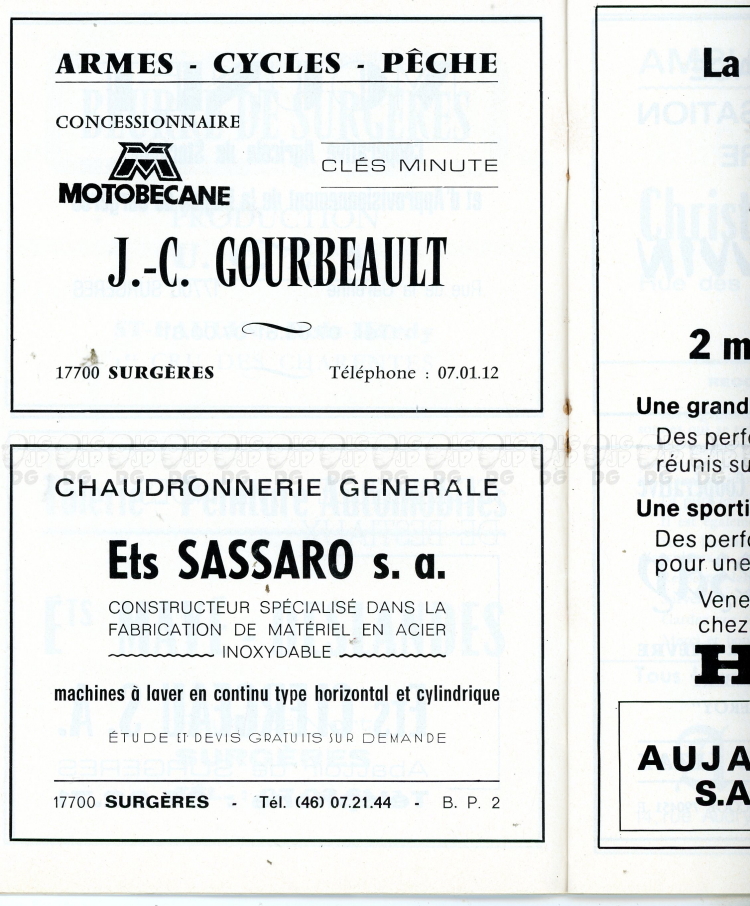 ARMES - CYCLES - PÊCHE
CONCESSIONNAIRE
MOTOBECANE
CLÉS MINUTE
J.-C. GOURBEAULT
17700 SURGÈRES Téléphone : 07.01.12
CHAUDRONNERIE GENERALE
Ets SASSARO s. a.
CONSTRUCTEUR SPÉCIALISÉ DANS LA
FABRICATION DE MATÉRIEL EN ACIER
INOXYDABLE
machines à laver en continu type horizontal et cylindrique
ÉTUDE ET DEVIS GRATUITS SUR DEMANDE
17700 SURGÈRES - Tél. (46) 07.21.44 - B. P. 2
La
2 m
Une grand
Des perfo
réunis su
Une sporti
Des perfo
pour une
Vene
chez
H
AUJA
S.A